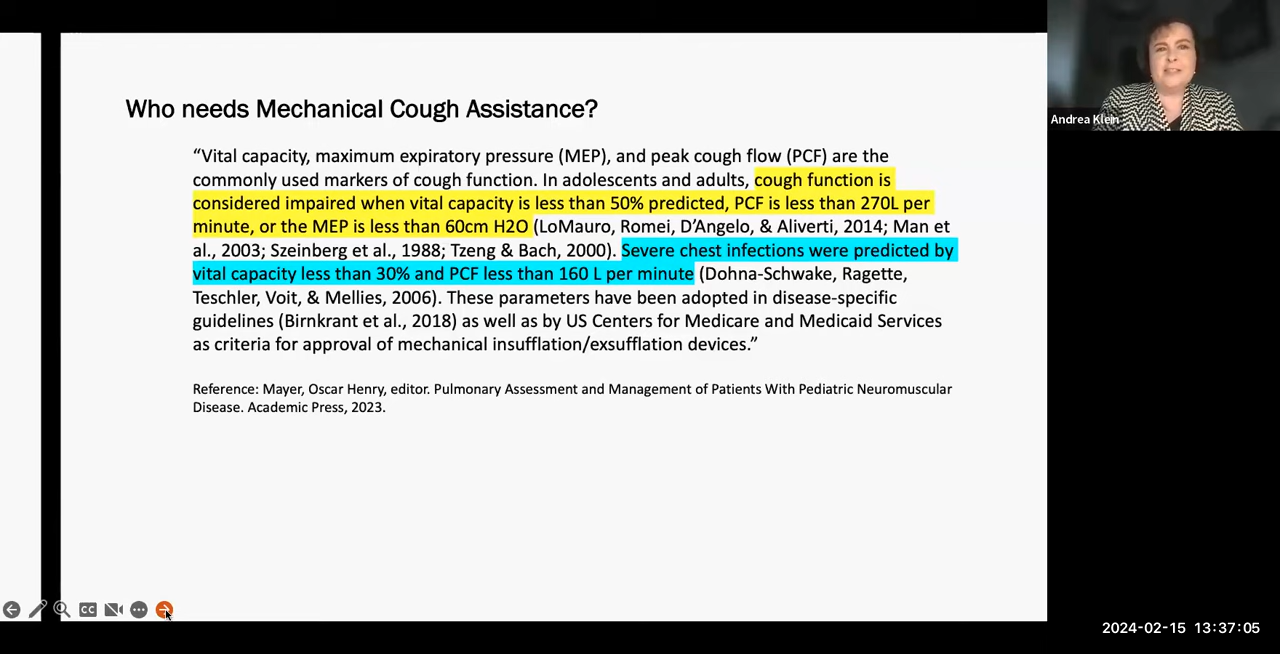 Who needs Mechanical Cough Assistance?
“Vital capacity, maximum expiratory pressure (MEP), and peak cough flow (PCF) are the
commonly used markers of cough function. In adolescents and adults, cough function is
considered impaired when vital capacity is less than 50% predicted, PCF is less than 270L per
minute, or the MEP is less than 60cm H2O (LoMauro, Romei, D’Angelo, & Aliverti, 2014; Man et
al., 2003; Szeinberg et al., 1988; Tzeng & Bach, 2000). Severe chest infections were predicted by
vital capacity less than 30% and PCF less than 160 L per minute (Dohna-Schwake, Ragette,
Teschler, Voit, & Mellies, 2006). These parameters have been adopted in disease-specific
guidelines (Birnkrant et al., 2018) as well as by US Centers for Medicare and Medicaid Services
as criteria for approval of mechanical insufflation/exsufflation devices.”
Reference: Mayer, Oscar Henry, editor. Pulmonary Assessment and Management of Patients With Pediatric Neuromuscular
Disease. Academic Press, 2023.
Andrea Klein
CC
2024-02-15 13:37:05